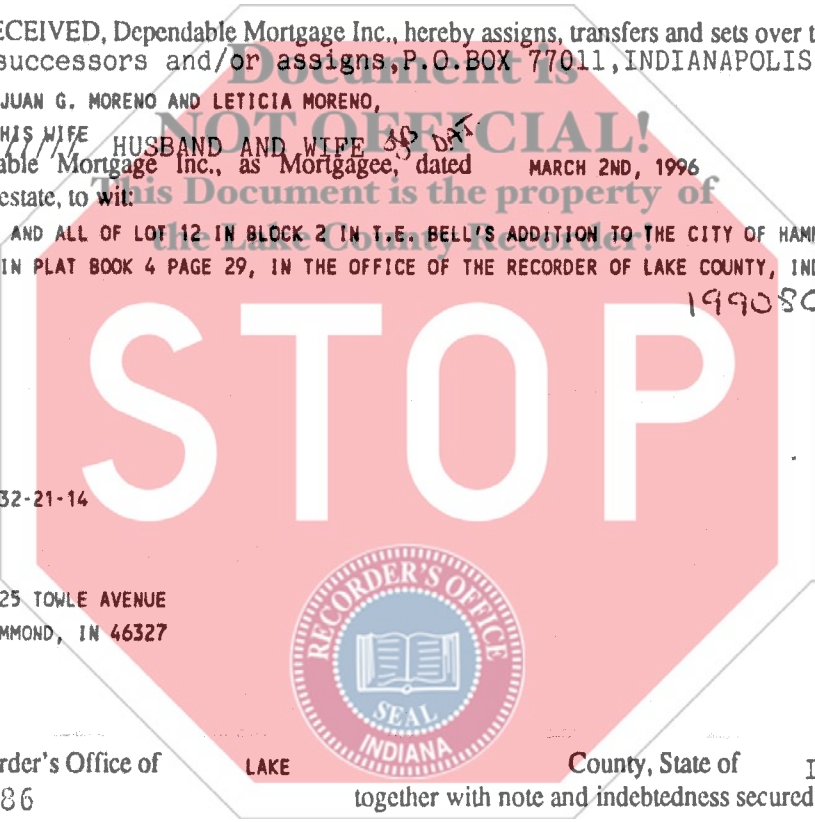 ECEIVED, Dependable Mortgage Inc., hereby assigns, transfers and sets over t
successors and/or assigns,P.O.BOX 77011,INDIANAPOLIS
Document is
JUAN G. MORENO AND LETICIA MORENO,
NOT OFFICIAL!
HIS WIFE
HUSBAND AND WIFE
able Mortgage Inc., as Mortgagee, dated MARCH 2ND, 1996
This Document is the property of
estate, to wit:
the Lake County Recorder!
AND ALL OF LOT 12 IN BLOCK 2 IN T.E. BELL'S ADDITION TO THE CITY OF HAMM
IN PLAT BOOK 4 PAGE 29, IN THE OFFICE OF THE RECORDER OF LAKE COUNTY, IND
199080
STOP
32-21-14
25 TOWLE AVENUE
MMOND, IN 46327
RECORDER'S OFFICE
SEAL
INDIANA
rder's Office of LAKE County, State of I
86 together with note and indebtedness secured